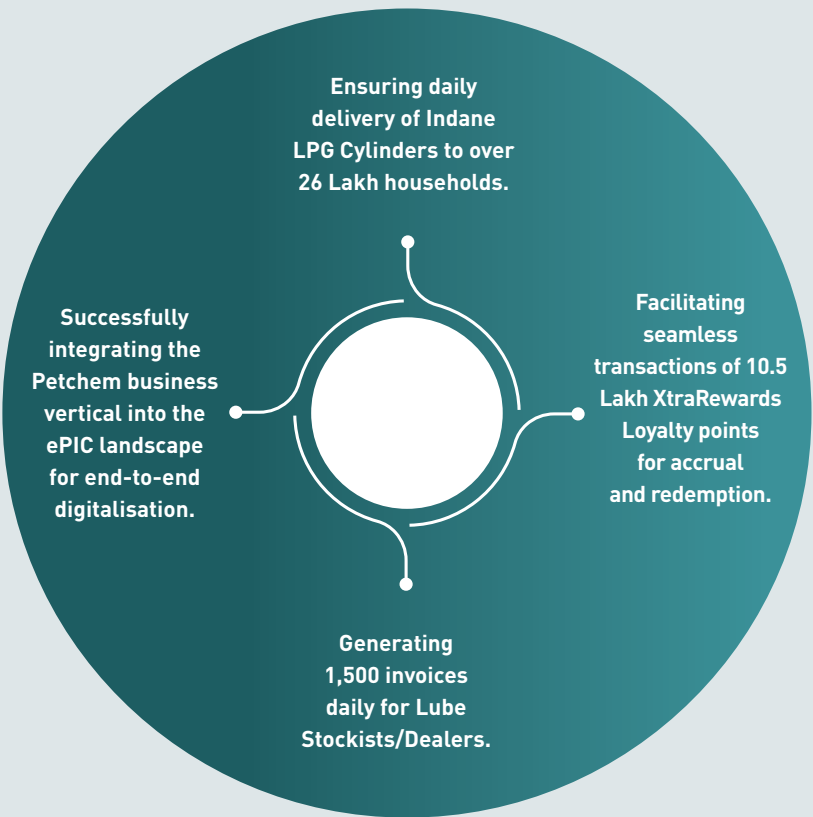 Ensuring daily
delivery of Indane
LPG Cylinders to over
26 Lakh households.
Facilitating
seamless
transactions of 10.5
Lakh XtraRewards
Loyalty points
for accrual
and redemption.
Generating
1,500 invoices
daily for Lube
Stockists/Dealers.
Successfully
integrating the
Petchem business
vertical into the
ePIC landscape
for end-to-end
digitalisation.